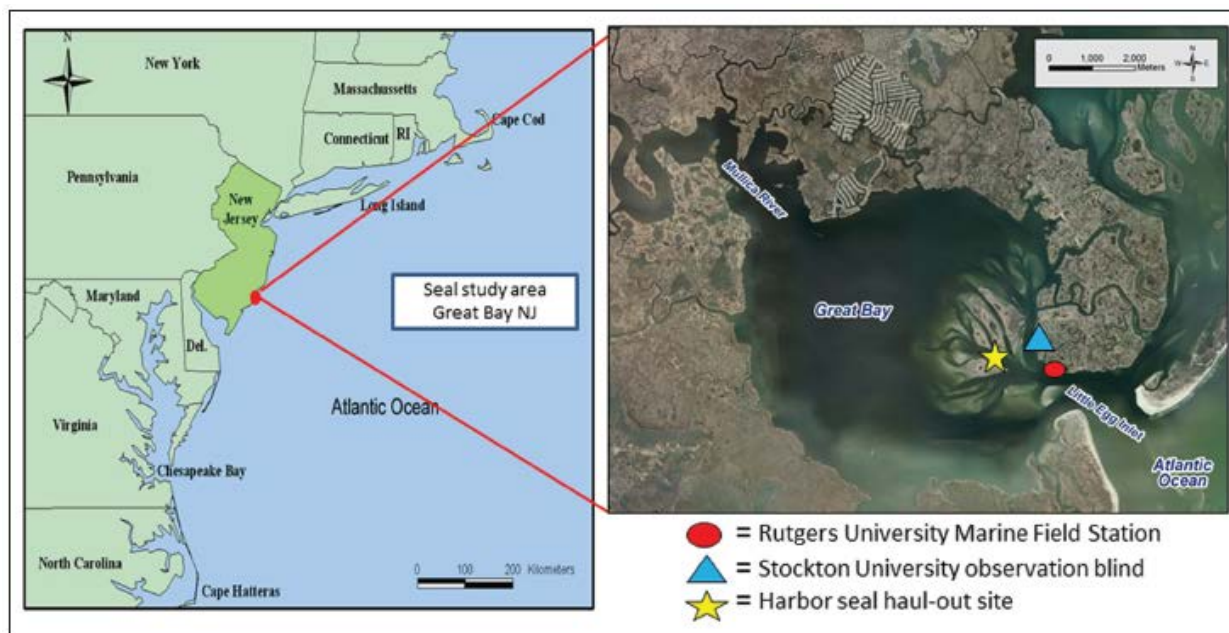 N
New York
Massachusetts
Cape Cod
Connecticut
RI
Pennsylvania
New
Jersey
Long Island
Seal study area
Great Bay NJ
Maryland
Del.
Atlantic Ocean
Virginia
Chesapeake Bay
North Carolina
Cape Hatteras
0 100 200 Kilometers
0 1,000 2,000
Meters
N
W E
S
Mullica River
Great Bay
Little Egg Inlet
Atlantic
Ocean
= Rutgers University Marine Field Station
= Stockton University observation blind
= Harbor seal haul-out site